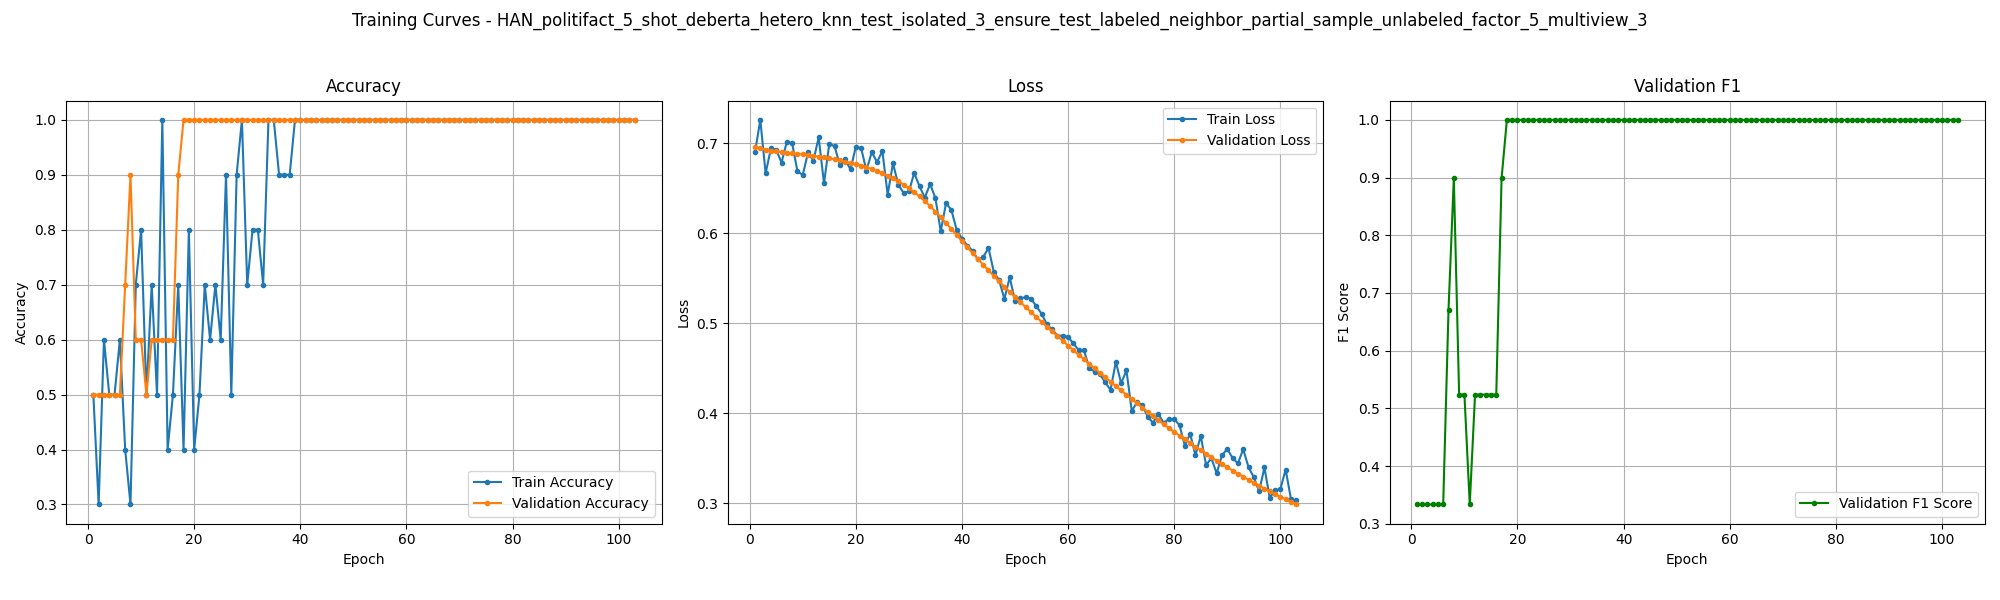 Training Curves - HAN_politifact_5_shot_deberta_hetero_knn_test_isolated_3_ensure_test_labeled_neighbor_partial_sample_unlabeled_factor_5_multiview_3
Accuracy
1.0
0.9
0.8
0.7
0.6
0.5
0.4
0.3
Accuracy
0 20 40 60 80 100
Epoch
Train Accuracy
Validation Accuracy
Loss
0.7
0.6
0.5
0.4
0.3
Loss
0 20 40 60 80 100
Epoch
Train Loss
Validation Loss
Validation F1
1.0
0.9
0.8
0.7
0.6
0.5
0.4
0.3
F1 Score
0 20 40 60 80 100
Epoch
Validation F1 Score